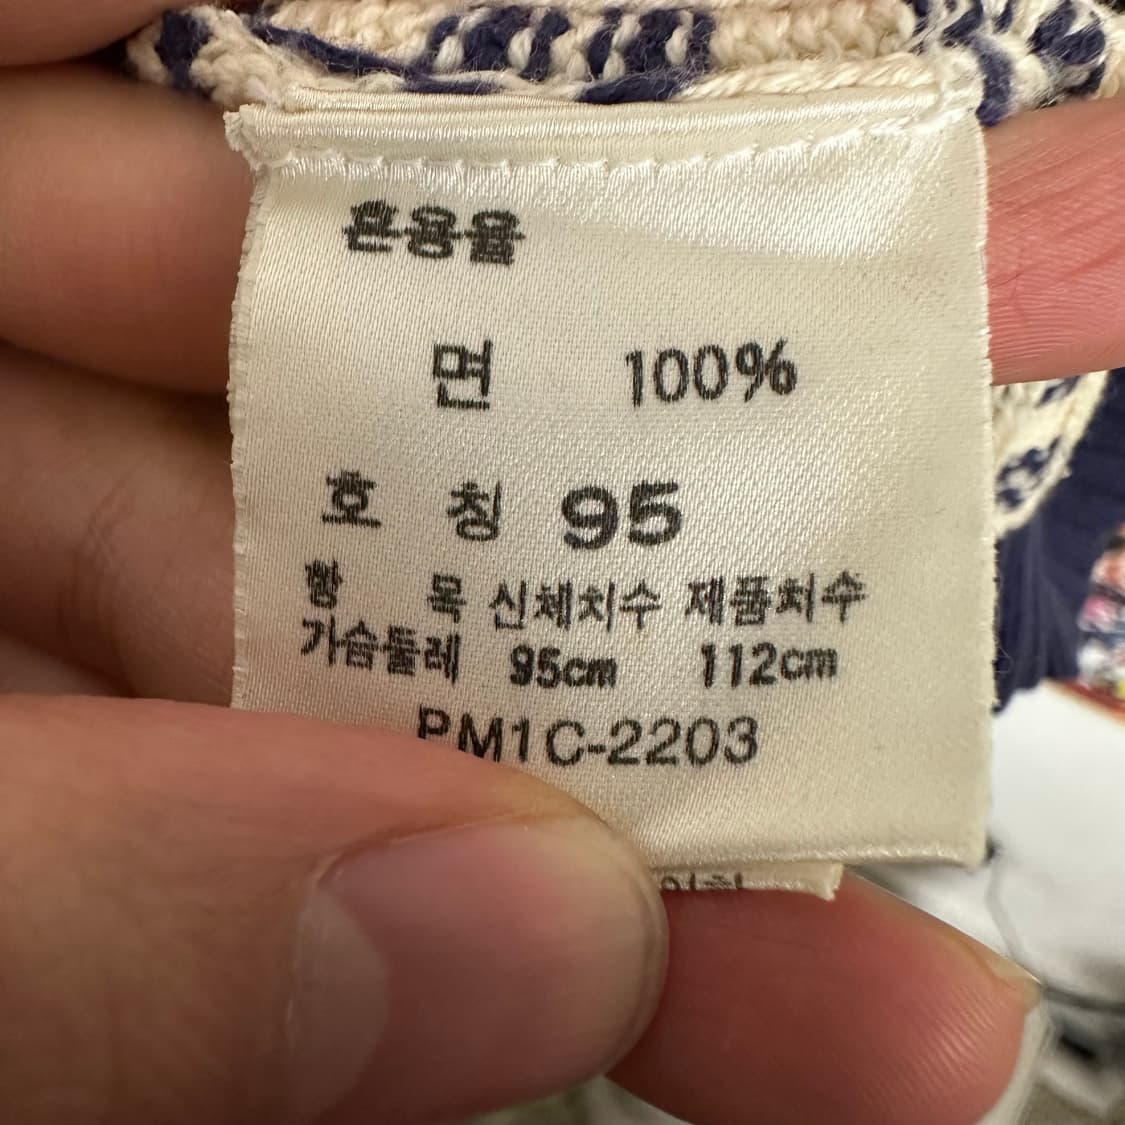 혼용율
면 100%
호 칭 95
항 목 신체치수 제품치수
가슴둘레 95cm 112cm
PM1C-2203